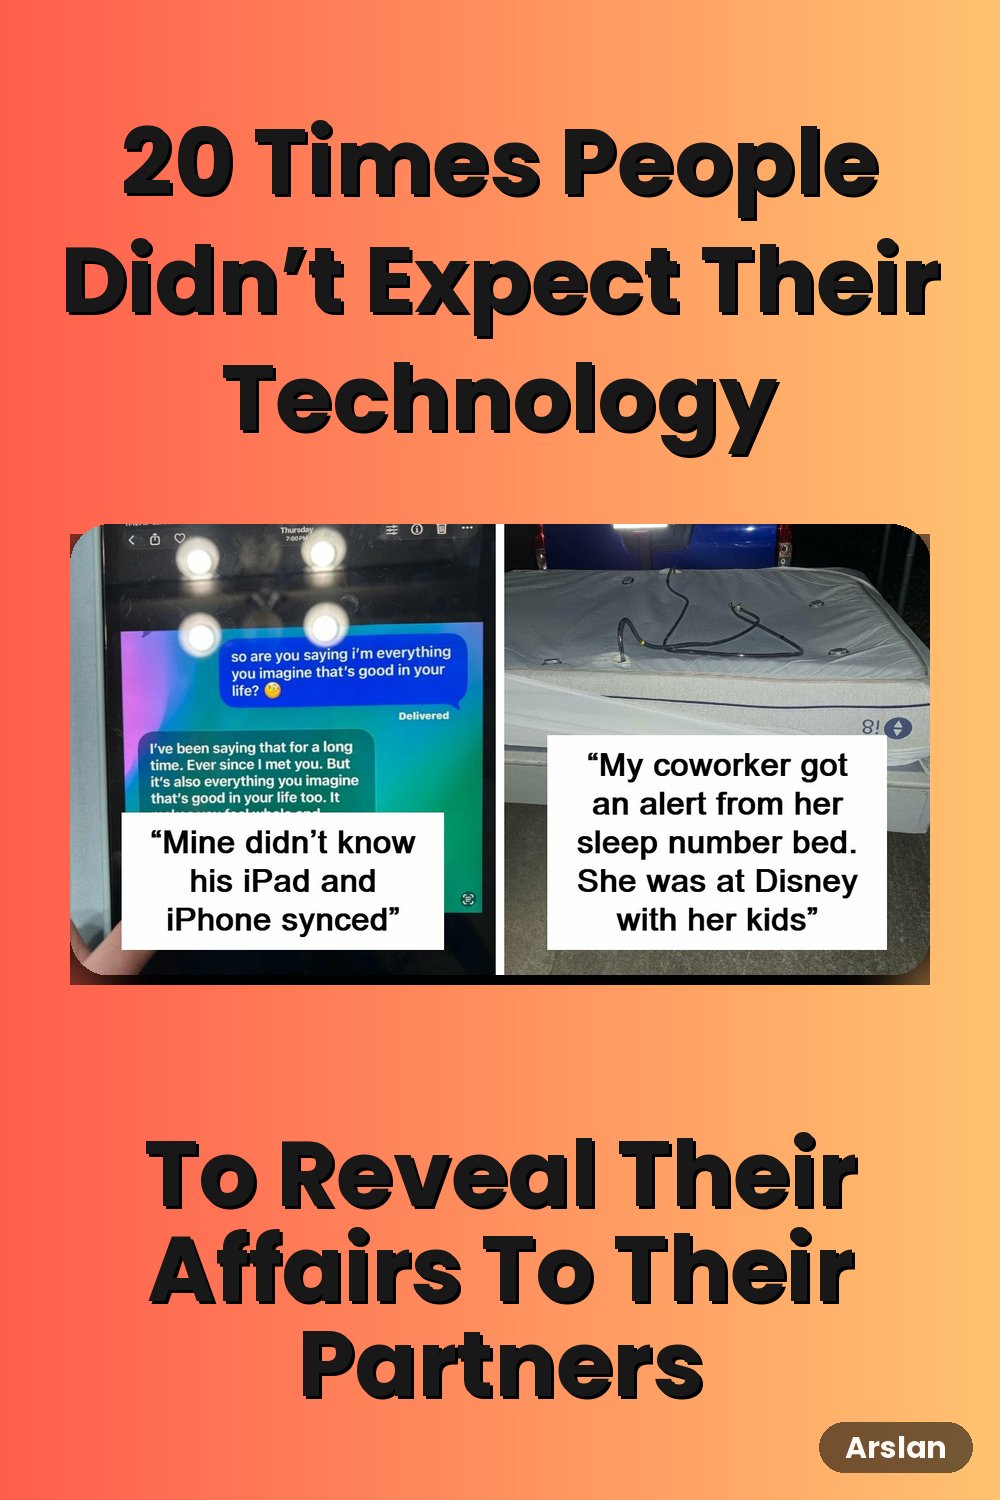 20 Times People
Didn’t Expect Their
Technology
Thursday
7:00PM
so are you saying i’m everything
you imagine that’s good in your
life? 🧐
Delivered
I’ve been saying that for a long
time. Ever since I met you. But
it’s also everything you imagine
that’s good in your life too. It
“Mine didn’t know
his iPad and
iPhone synced”
i8
“My coworker got
an alert from her
sleep number bed.
She was at Disney
with her kids”
To Reveal Their
Affairs To Their
Partners
Arslan